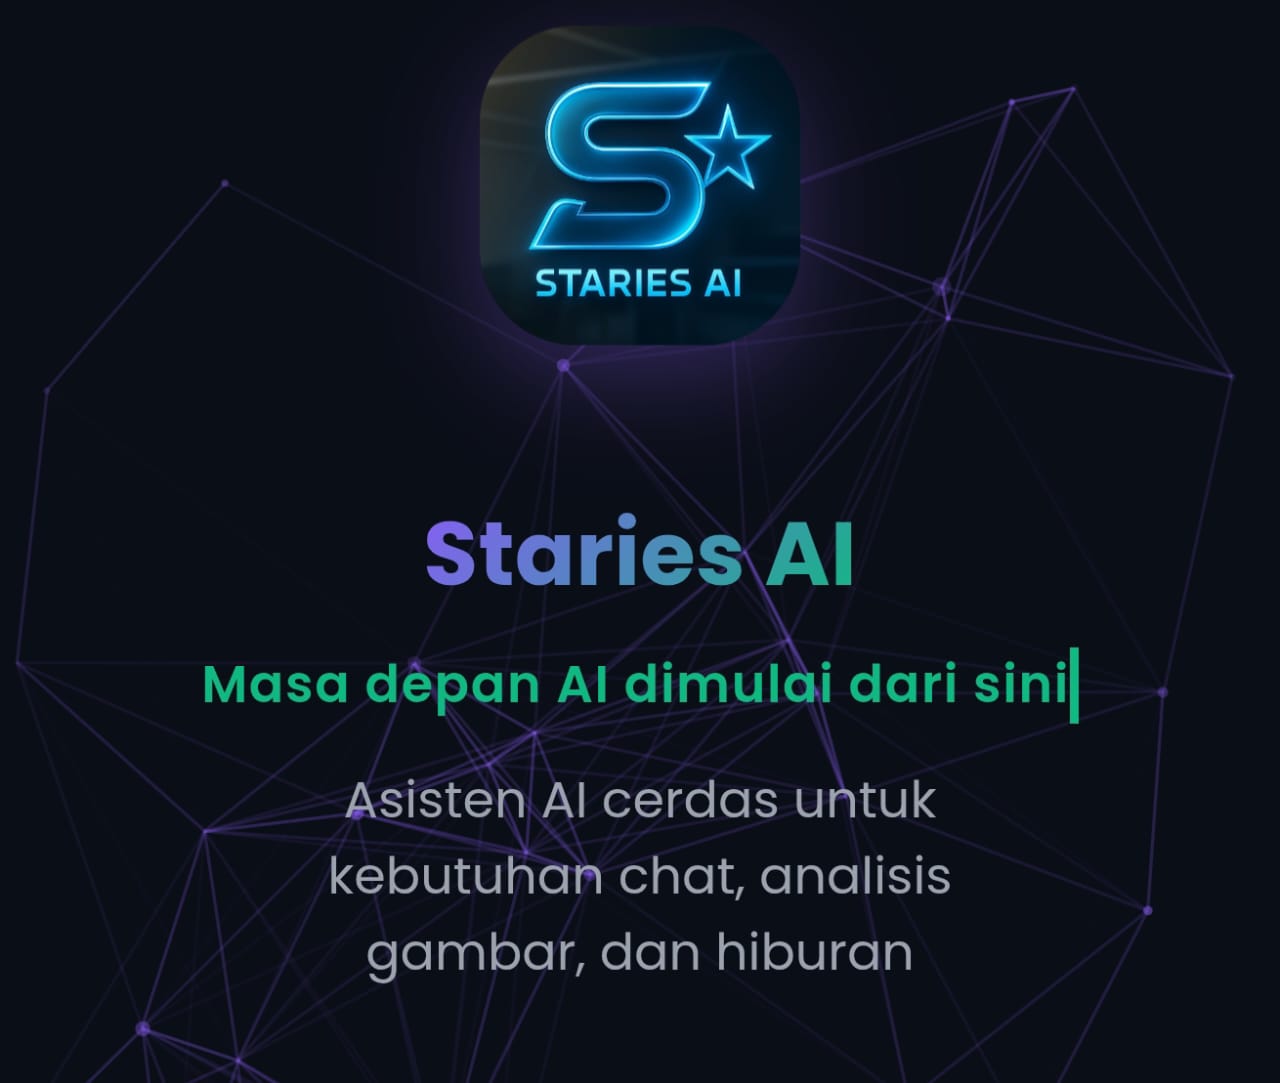 STARIES AI
Staries AI
Masa depan AI dimulai dari sini
Asisten AI cerdas untuk
kebutuhan chat, analisis
gambar, dan hiburan